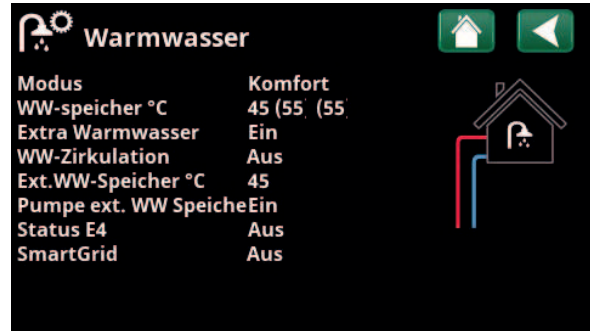 Warmwasser
Modus Komfort
WW-speicher °C 45 (55 (55
Extra Warmwasser Ein
WW-Zirkulation Aus
Ext.WW-Speicher °C 45
Pumpe ext. WW Speiche Ein
Status E4 Aus
SmartGrid Aus